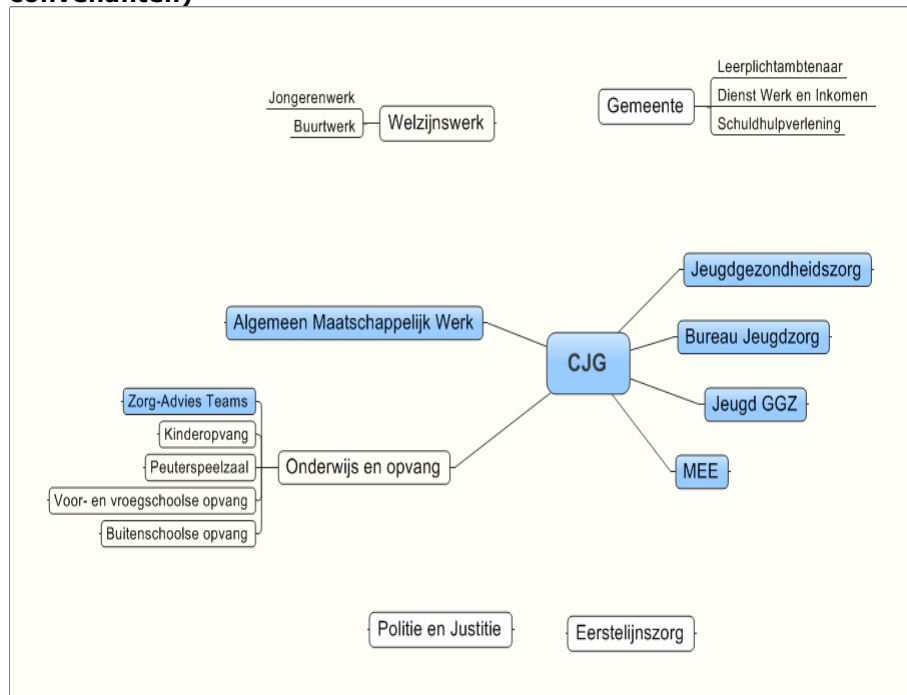 convenanten)
Leerplichtambtenaar
Jongerenwerk
Gemeente
Dienst Werk en Inkomen
Buurtwerk
Welzijnswerk
Schuldhulpverlening
Jeugdgezondheidszorg
Algemeen Maatschappelijk Werk
Bureau Jeugdzorg
CJG
Zorg-Advies Teams
Jeugd GGZ
Kinderopvang
Peuterspeelzaal
Onderwijs en opvang
MEE
Voor- en vroegschoolse opvang
Buitenschoolse opvang
Politie en Justitie
Eerstelijnszorg